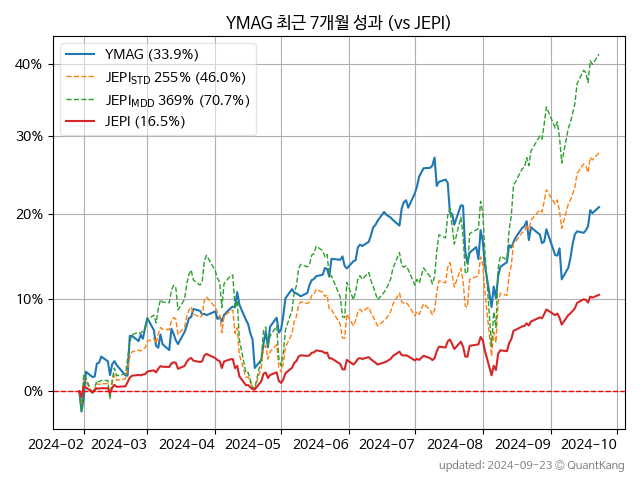 YMAG 최근 7개월 성과 (vs JEPI)
YMAG (33.9%)
JEPI_STD 255% (46.0%)
JEPI_MDD 369% (70.7%)
JEPI (16.5%)
40%
30%
20%
10%
0%
2024-02 2024-03 2024-04 2024-05 2024-06 2024-07 2024-08 2024-09 2024-10
updated: 2024-09-23 © QuantKang